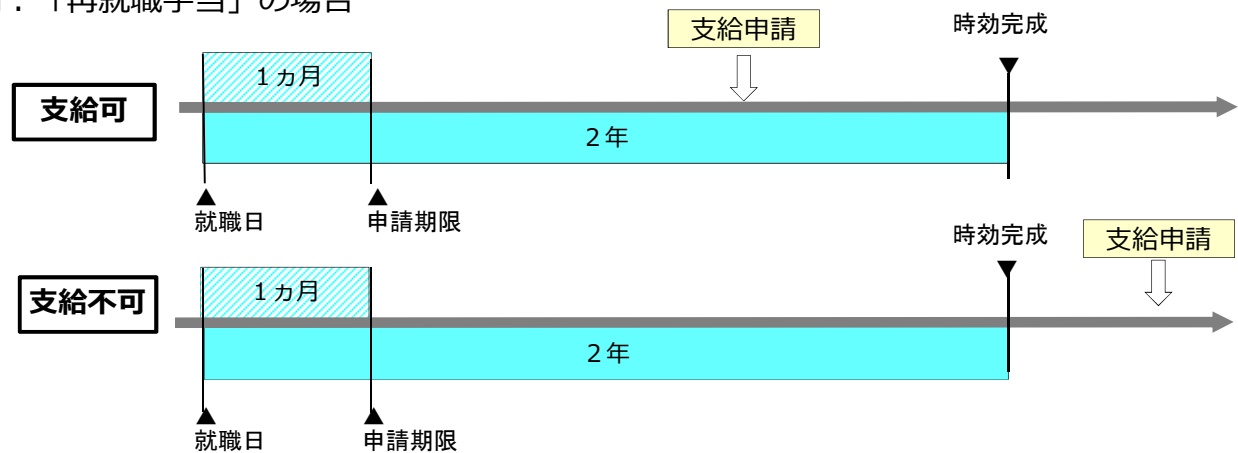 ：「再就職手当」の場合
支給申請
時効完成
１ヵ月
支給可
２年
就職日
申請期限
時効完成
支給申請
１ヵ月
支給不可
２年
就職日
申請期限